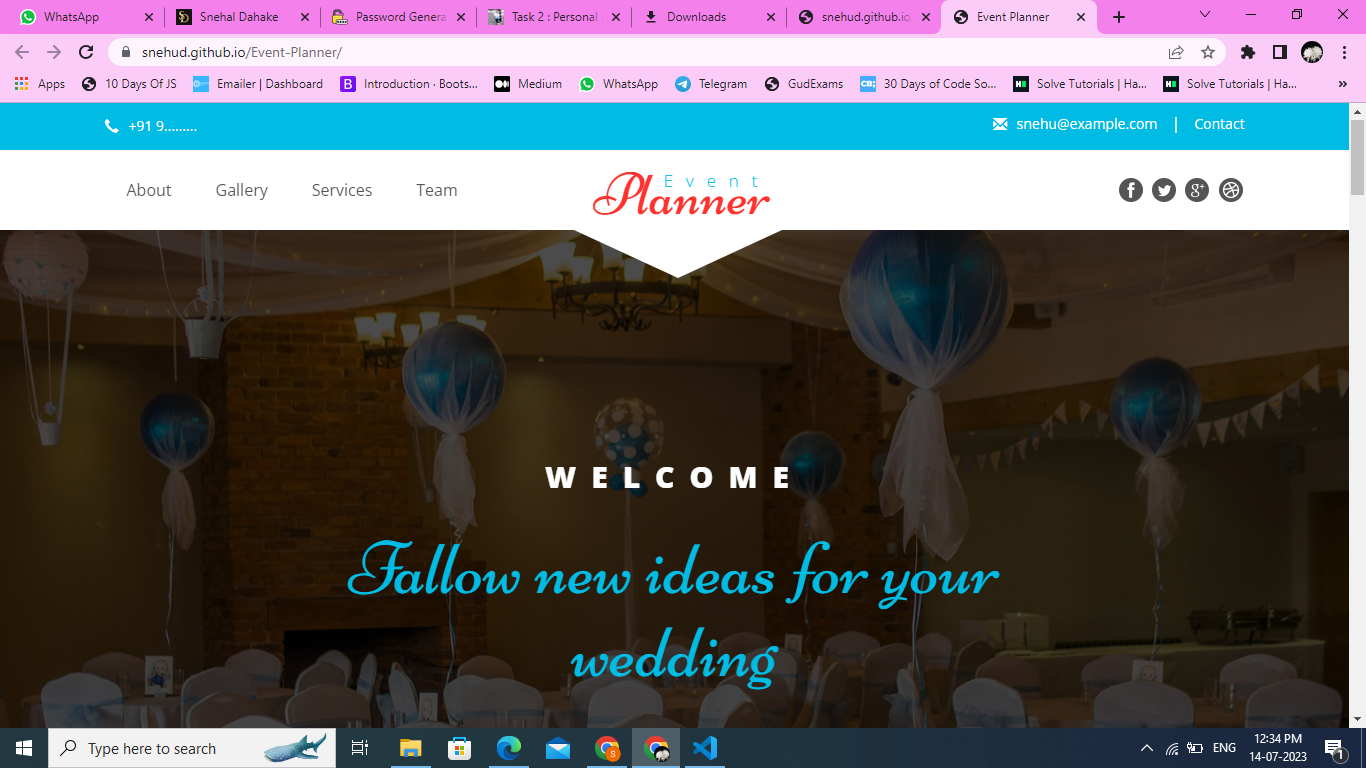 WhatsApp
Snehal Dahake
Password Genera
Task 2 : Personal
Downloads
snehud.github.io
Event Planner
snehud.github.io/Event-Planner/
Apps
10 Days Of JS
Emailer | Dashboard
B
Introduction · Boots...
Medium
WhatsApp
Telegram
GudExams
CB;
30 Days of Code So...
Solve Tutorials | Ha...
Solve Tutorials | Ha...
»
+91 9.........
snehu@example.com | Contact
About
Gallery
Services
Team
Event
Planner
WELCOME
Fallow new ideas for your
wedding
Type here to search
ENG
12:34 PM
14-07-2023
1